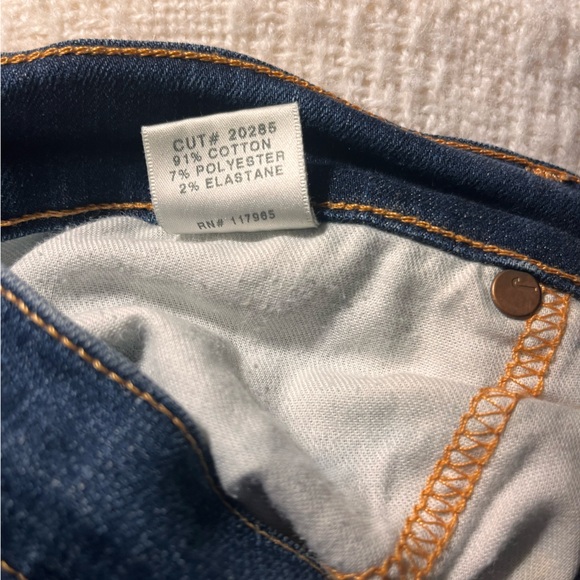 CUT# 20285
91% COTTON
7% POLYESTER
2% ELASTANE
RN# 117965